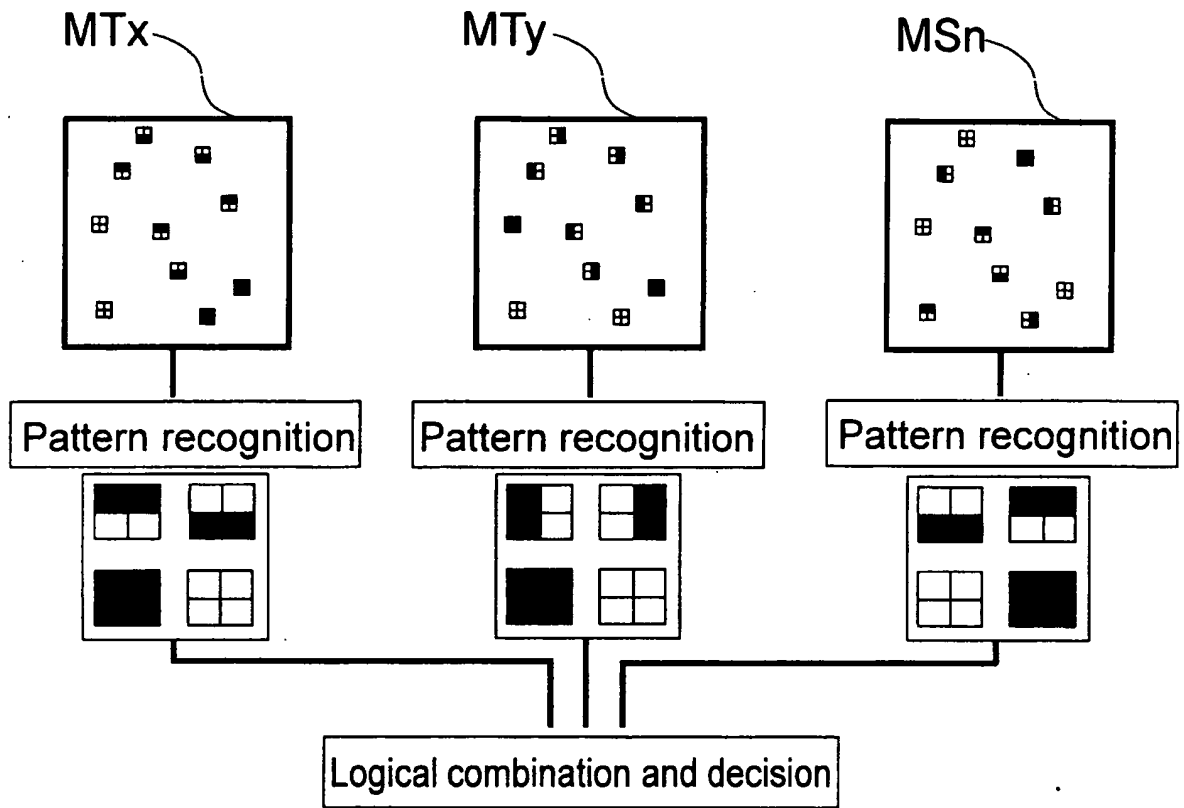 MTx
MTy
MSn
Pattern recognition
Pattern recognition
Pattern recognition
Logical combination and decision